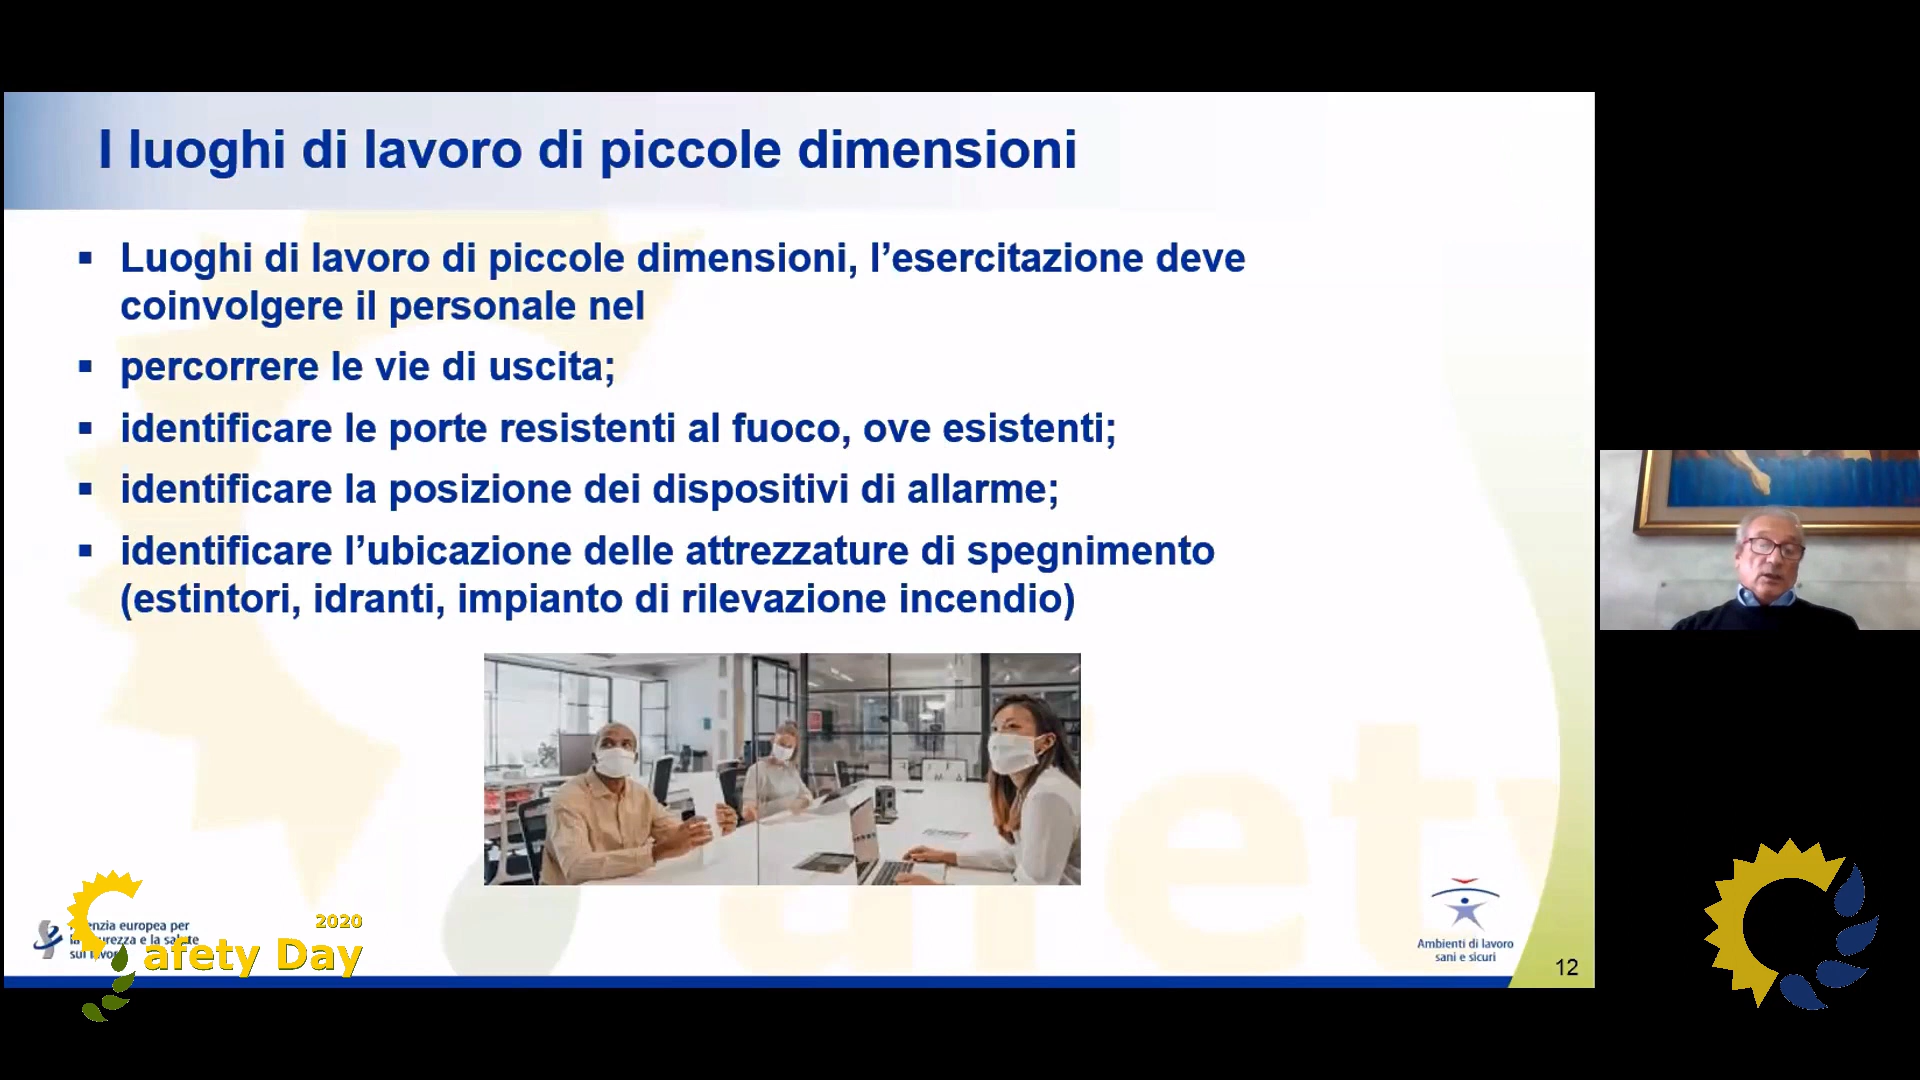 I luoghi di lavoro di piccole dimensioni
▪ Luoghi di lavoro di piccole dimensioni, l’esercitazione deve
coinvolgere il personale nel
▪ percorrere le vie di uscita;
▪ identificare le porte resistenti al fuoco, ove esistenti;
▪ identificare la posizione dei dispositivi di allarme;
▪ identificare l’ubicazione delle attrezzature di spegnimento
(estintori, idranti, impianto di rilevazione incendio)
europea per
e la
2020
afety Day
Ambienti di lavoro
sani e sicuri
12